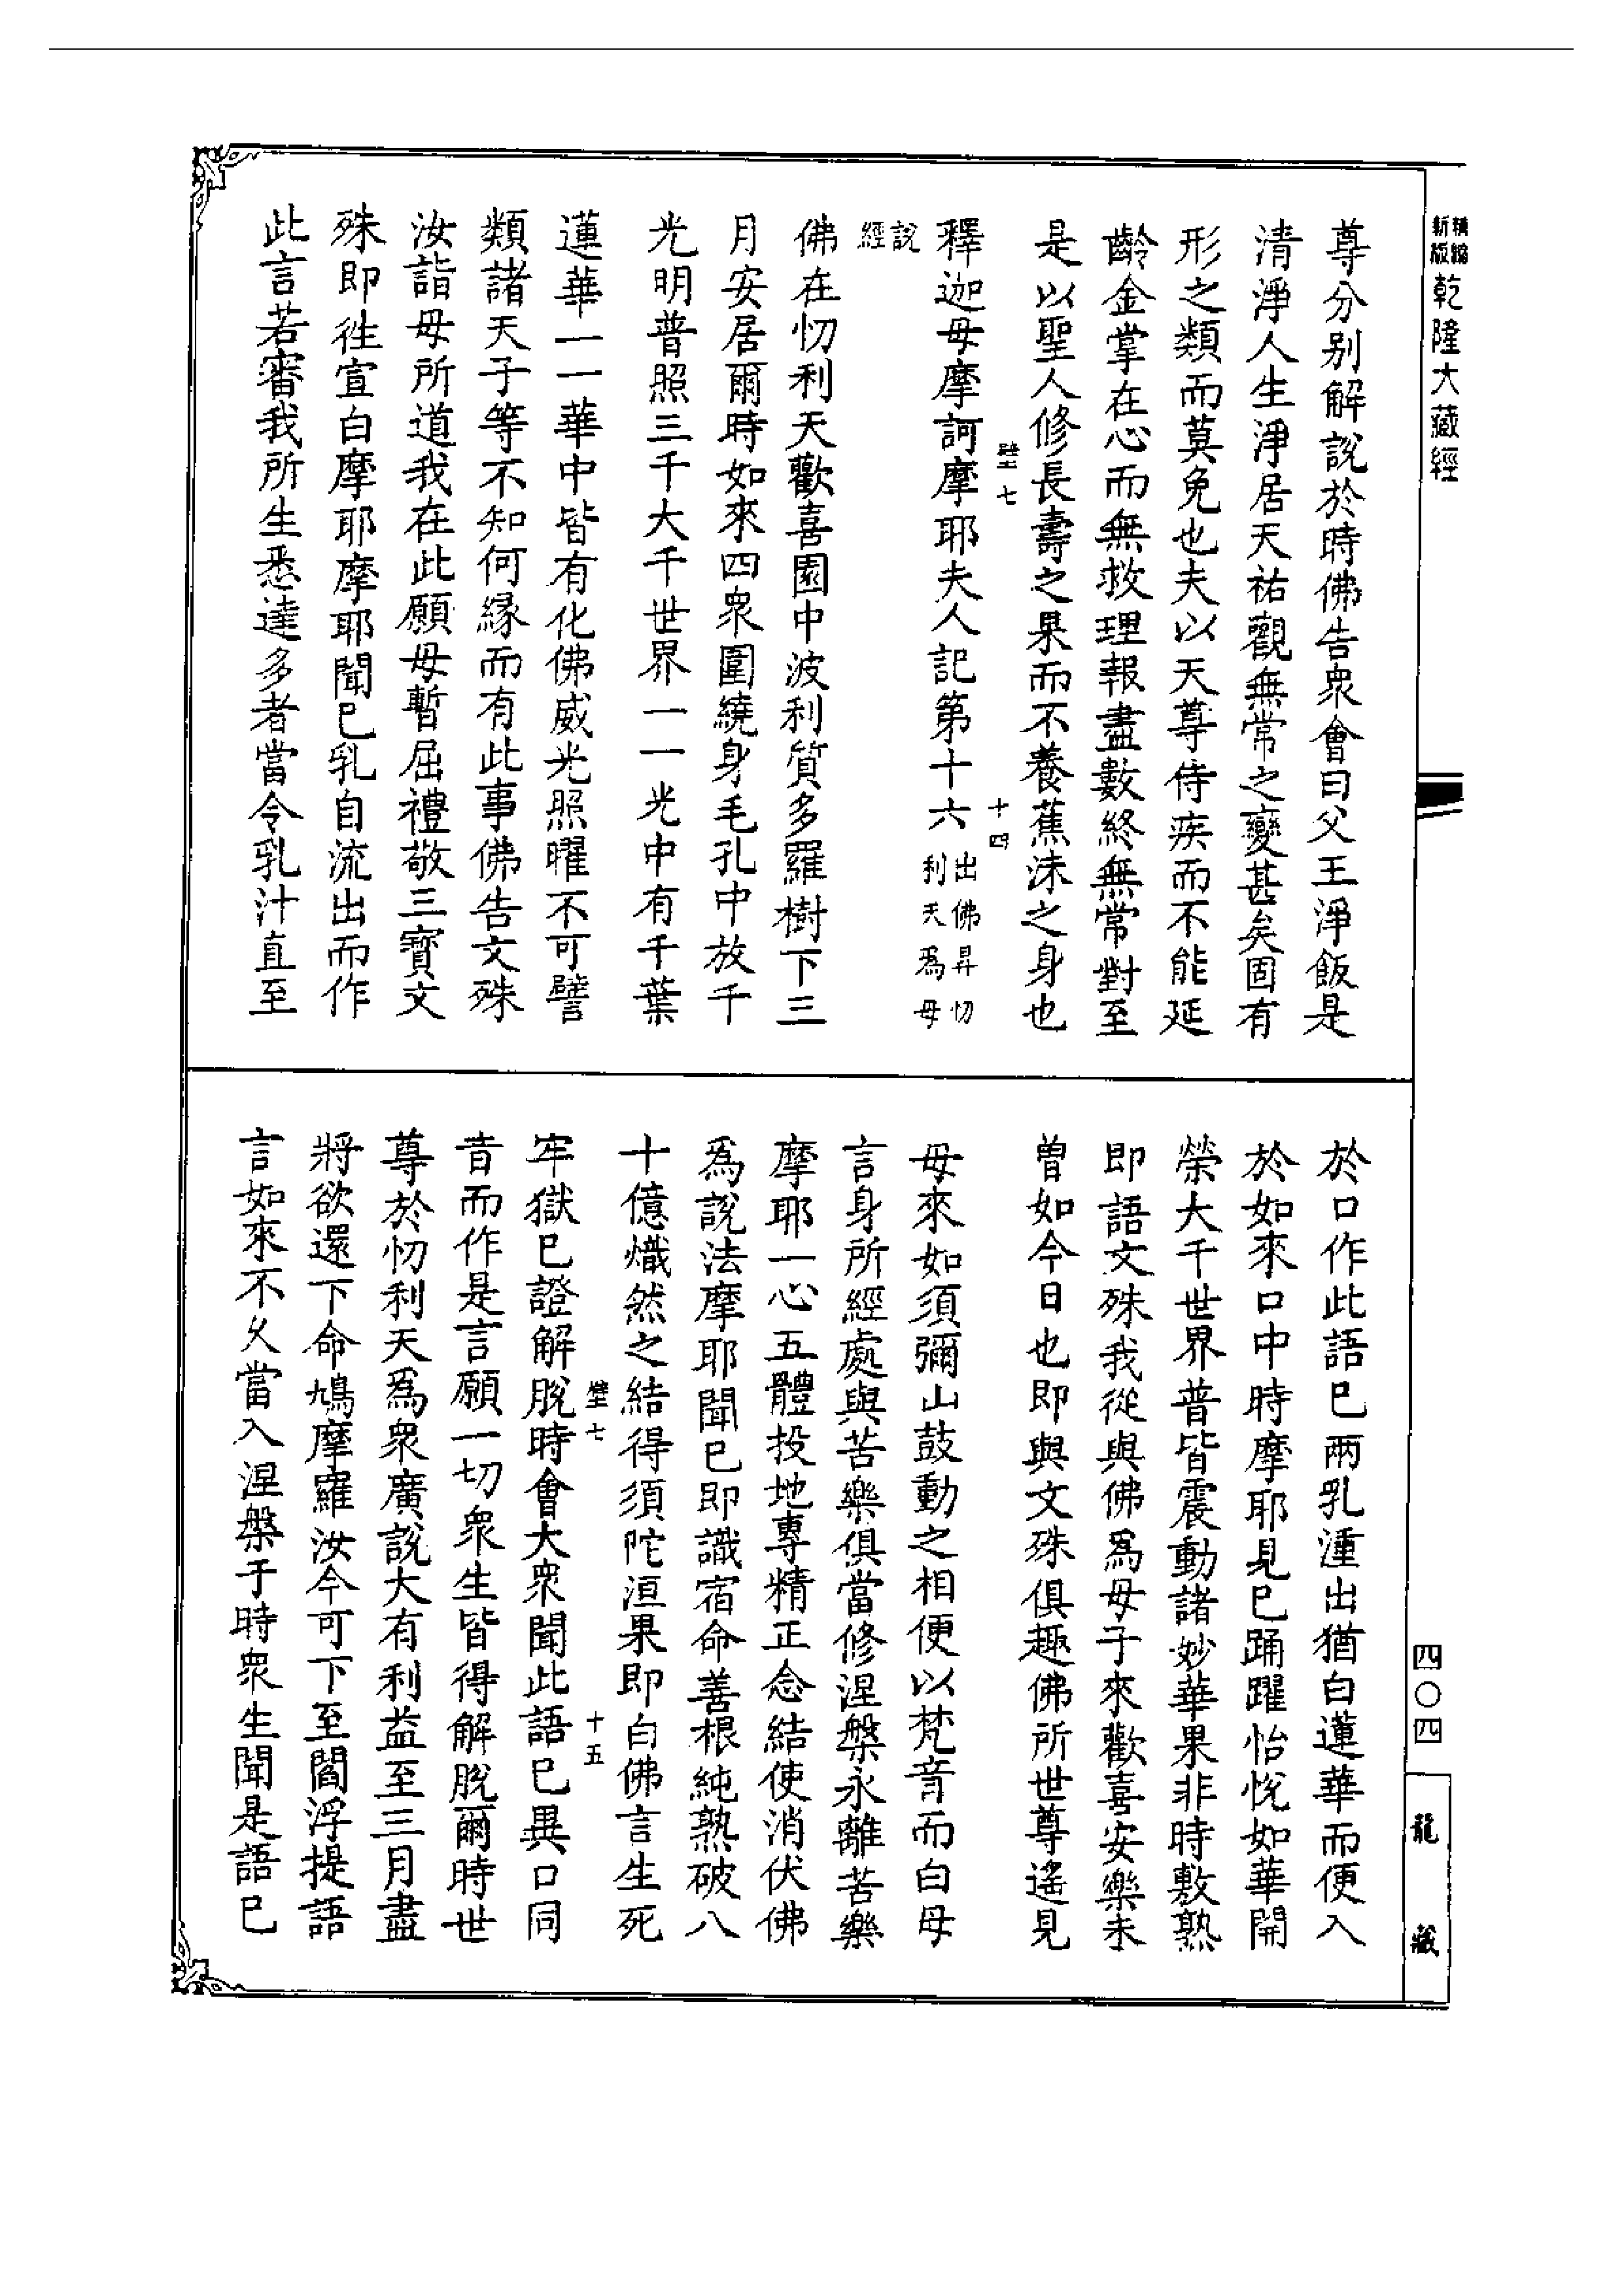 精縮
新版
乾隆大藏經
尊分别解說於時佛告衆會曰父王淨飯是
清淨人生淨居天祐觀無常之變甚矣固有
形之類而莫免也夫以天尊侍疾而不能延
齡金掌在心而無救理報盡數終無常對至
是以聖人修長壽之果而不養蕉沫之身也
壁七 十四
釋迦母摩訶摩耶夫人記第十六
出佛昇忉
利天爲母
說
經
佛在忉利天歡喜園中波利質多羅樹下三
月安居爾時如來四衆圍繞身毛孔中放千
光明普照三千大千世界一一光中有千葉
蓮華一一華中皆有化佛威光照曜不可譬
類諸天子等不知何緣而有此事佛告文殊
汝詣母所道我在此願母暫屈禮敬三寶文
殊即徃宣白摩耶摩耶聞巳乳自流出而作
此言若審我所生悉達多者當令乳汁直至
於口作此語巳兩乳湩出猶白蓮華而便入
於如來口中時摩耶見巳踊躍怡悅如華開
榮大千世界普皆震動諸妙華果非時敷熟
即語文殊我從與佛爲母子來歡喜安樂未
曽如今日也即與文殊俱趣佛所世尊遙見
母來如須彌山鼓動之相便以梵音而白母
言身所經處與苦樂俱當修涅槃永離苦樂
摩耶一心五體投地專精正念結使消伏佛
爲說法摩耶聞巳即識宿命善根純熟破八
十億熾然之結得須陀洹果即白佛言生死
壁七 十五
牢獄巳證解脫時會大衆聞此語巳異口同
音而作是言願一切衆生皆得解脫爾時世
尊於忉利天爲衆廣說大有利益至三月盡
將欲還下命鳩摩羅汝今可下至閻浮提語
言如來不乆當入涅槃于時衆生聞是語巳
四〇四
龍藏